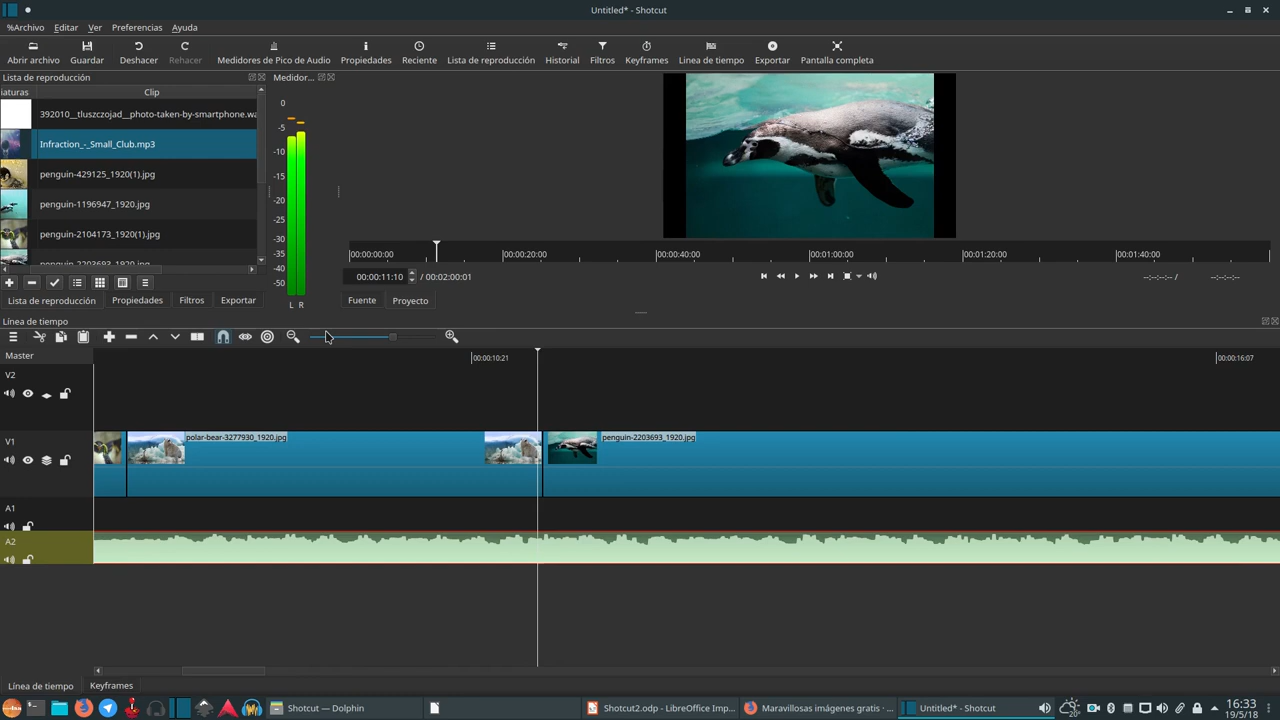 Untitled* - Shotcut
%Archivo Editar Ver Preferencias Ayuda
Abrir archivo Guardar Deshacer Rehacer Medidores de Pico de Audio Propiedades Reciente Lista de reproducción Historial Filtros Keyframes Linea de tiempo Exportar Pantalla completa
Lista de reproducción
Medidor...
iaturas Clip
392010__tluszczojad__photo-taken-by-smartphone.wa
Infraction_-_Small_Club.mp3
penguin-429125_1920(1).jpg
penguin-1196947_1920.jpg
penguin-2104173_1920(1).jpg
penguin-2203693_1920.jpg
0
-5
-10
-15
-20
-25
-30
-35
-40
-50
L R
00:00:00:00 00:00:20:00 00:00:40:00 00:01:00:00 00:01:20:00 00:01:40:00
00:00:11:10 / 00:02:00:01
--:--:--:-- / --:--:--:--
Lista de reproducción Propiedades Filtros Exportar
Fuente Proyecto
Línea de tiempo
Master
00:00:10:21 00:00:16:07
V2
V1
polar-bear-3277930_1920.jpg
penguin-2203693_1920.jpg
A1
A2
Línea de tiempo Keyframes
Shotcut — Dolphin
Shotcut2.odp - LibreOffice Imp...
Maravillosas imágenes gratis · ...
Untitled* - Shotcut
20°
16:33
19/5/18